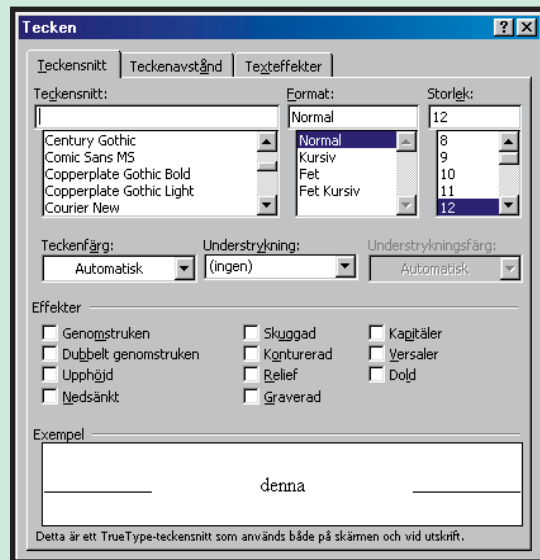 Tecken
Teckensnitt Teckenavstånd Texteffekter
Teckensnitt: Format: Storlek:
Normal 12
Century Gothic Normal 8
Comic Sans MS Kursiv 9
Copperplate Gothic Bold Fet 10
Copperplate Gothic Light Fet Kursiv 11
Courier New 12
Teckenfärg: Understrykning: Understrykningsfärg:
Automatisk (ingen) Automatisk
Effekter
Genomstruken Skuggad Kapitäler
Dubbelt genomstruken Konturerad Versaler
Upphöjd Relief Dold
Nedsänkt Graverad
Exempel
denna
Detta är ett TrueType-teckensnitt som används både på skärmen och vid utskrift.